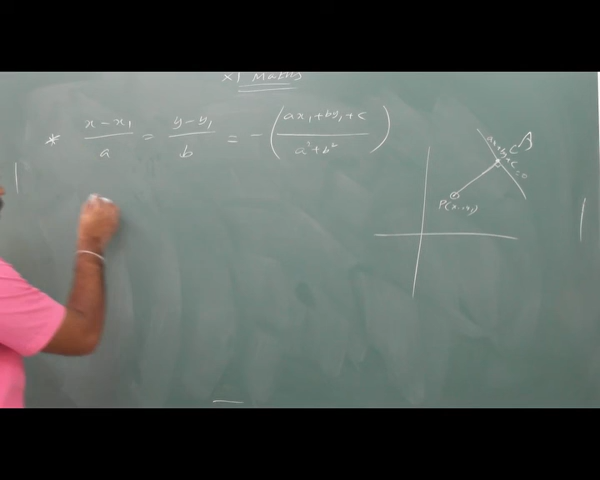 XI Maths
* (x-x₁)/a = (y-y₁)/b = -((ax₁+by₁+c)/(a²+b²))
ax+by+c=0
P(x₁,y₁)